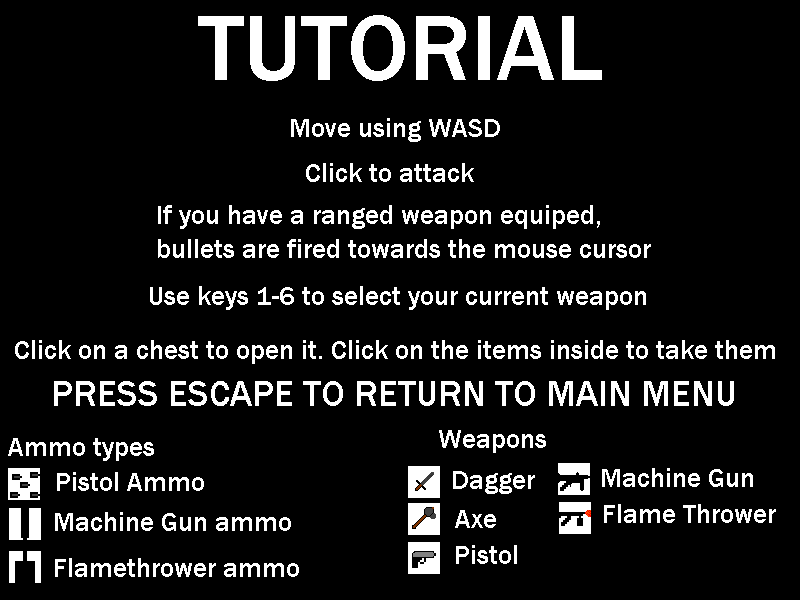 TUTORIAL
Move using WASD
Click to attack
If you have a ranged weapon equiped,
bullets are fired towards the mouse cursor
Use keys 1-6 to select your current weapon
Click on a chest to open it. Click on the items inside to take them
PRESS ESCAPE TO RETURN TO MAIN MENU
Ammo types
Pistol Ammo
Machine Gun ammo
Flamethrower ammo
Weapons
Dagger
Axe
Pistol
Machine Gun
Flame Thrower